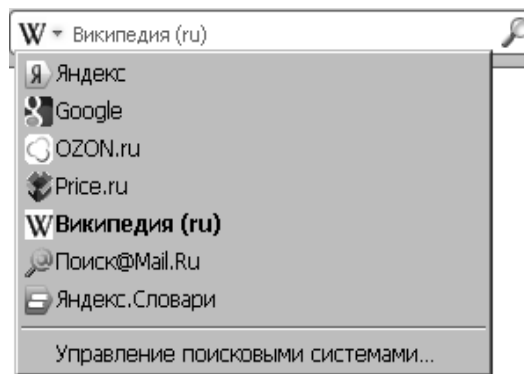 W Википедия (ru)
Я Яндекс
g Google
OZON.ru
Price.ru
W Википедия (ru)
Поиск@Mail.Ru
Яндекс.Словари
Управление поисковыми системами...